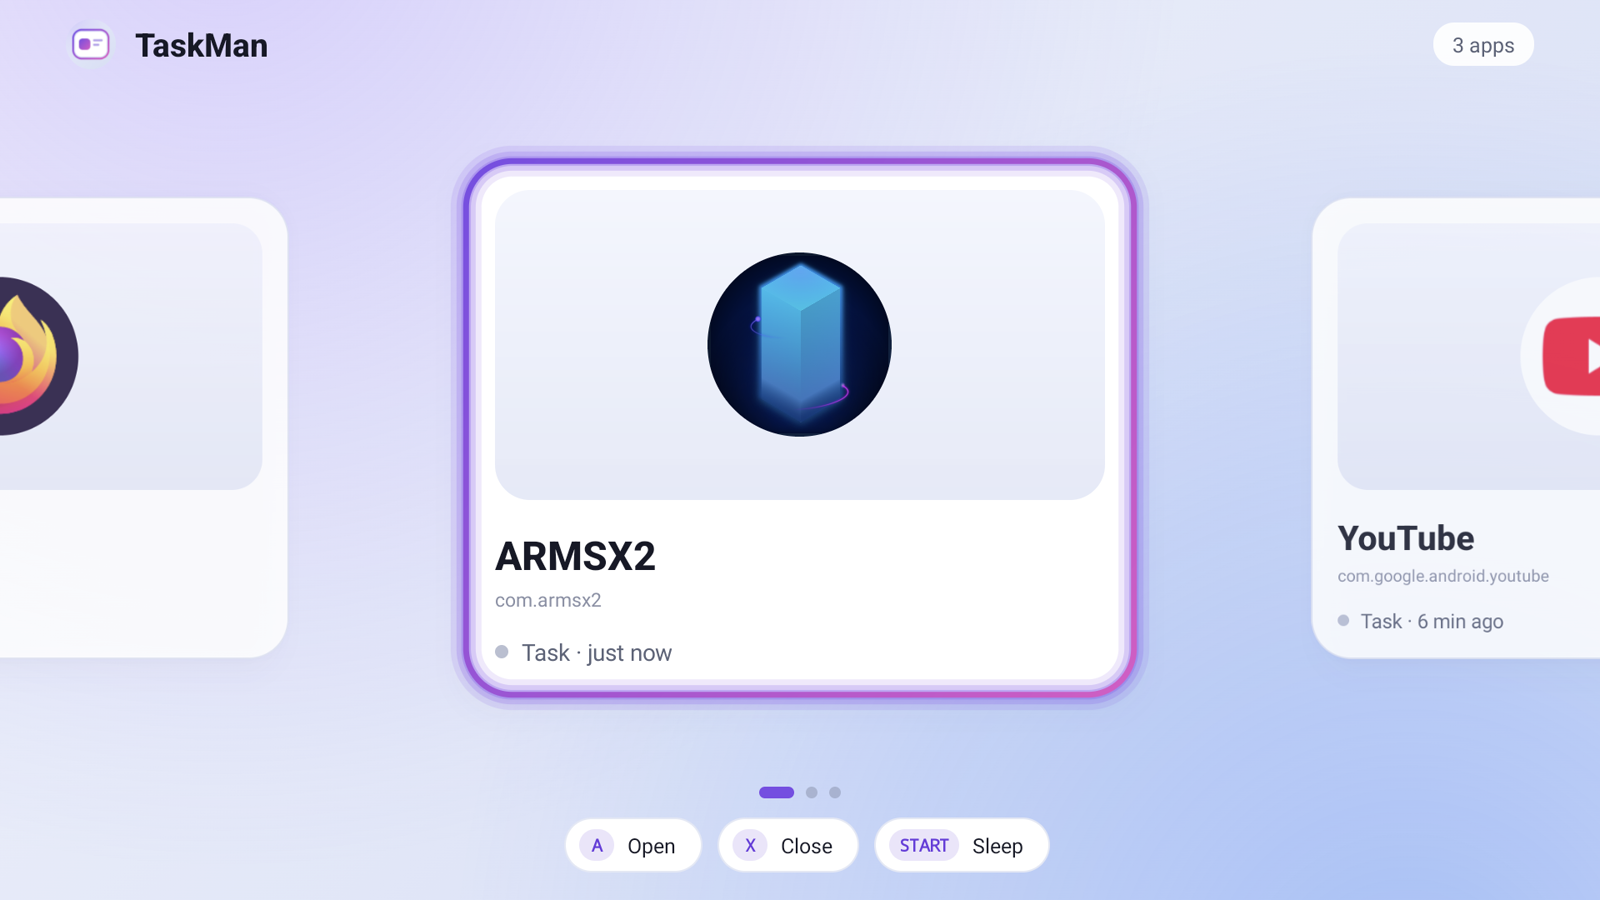 TaskMan
3 apps
ARMSX2
com.armsx2
Task · just now
YouTube
com.google.android.youtube
Task · 6 min ago
A Open
X Close
START Sleep